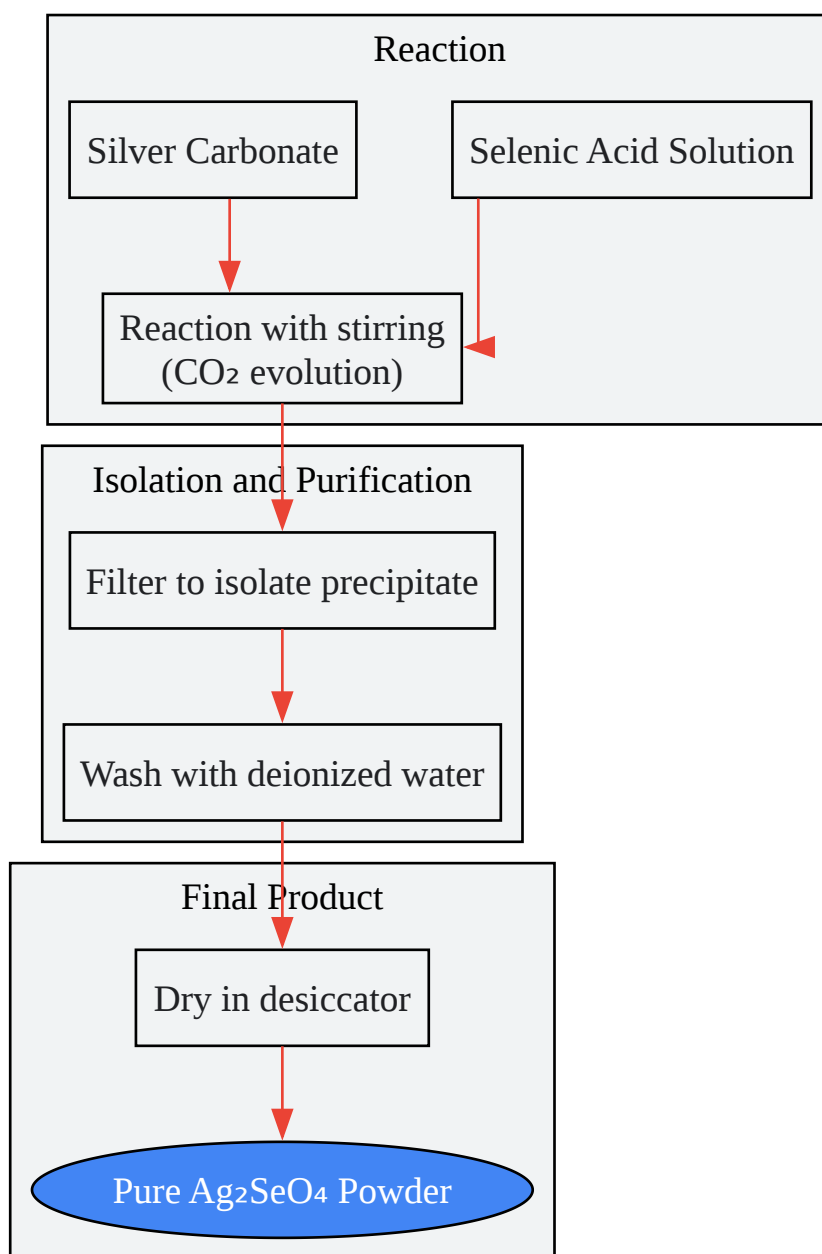 Reaction
Silver Carbonate
Selenic Acid Solution
Reaction with stirring
(CO₂ evolution)
Isolation and Purification
Filter to isolate precipitate
Wash with deionized water
Final Product
Dry in desiccator
Pure Ag₂SeO₄ Powder